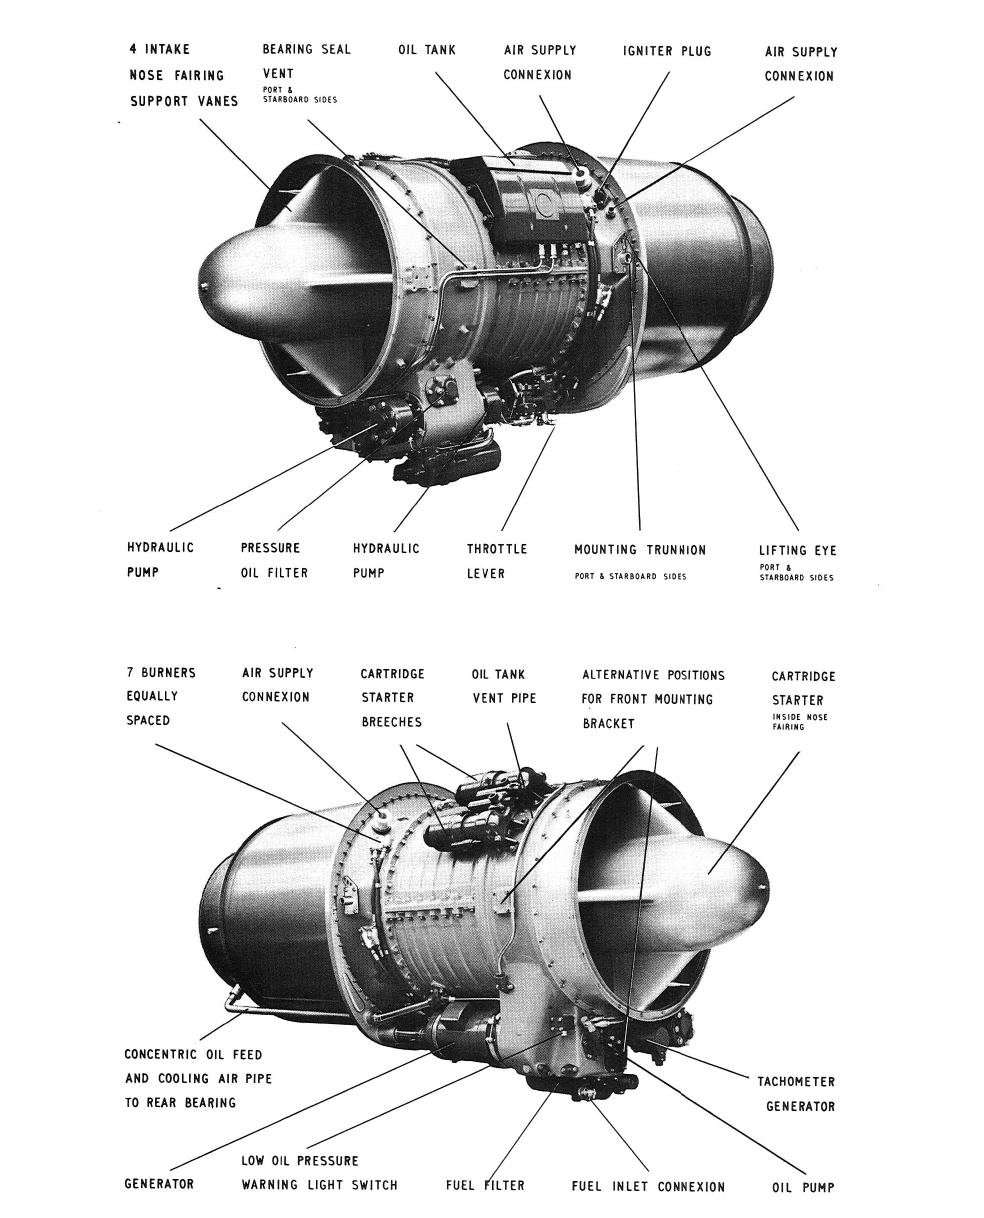 4 INTAKE
NOSE FAIRING
SUPPORT VANES
BEARING SEAL
VENT
PORT &
STARBOARD SIDES
OIL TANK
AIR SUPPLY
CONNEXION
IGNITER PLUG
AIR SUPPLY
CONNEXION
HYDRAULIC
PUMP
PRESSURE
OIL FILTER
HYDRAULIC
PUMP
THROTTLE
LEVER
MOUNTING TRUNNION
PORT & STARBOARD SIDES
LIFTING EYE
PORT &
STARBOARD SIDES
7 BURNERS
EQUALLY
SPACED
AIR SUPPLY
CONNEXION
CARTRIDGE
STARTER
BREECHES
OIL TANK
VENT PIPE
ALTERNATIVE POSITIONS
FOR FRONT MOUNTING
BRACKET
CARTRIDGE
STARTER
INSIDE NOSE
FAIRING
CONCENTRIC OIL FEED
AND COOLING AIR PIPE
TO REAR BEARING
TACHOMETER
GENERATOR
GENERATOR
LOW OIL PRESSURE
WARNING LIGHT SWITCH
FUEL FILTER
FUEL INLET CONNEXION
OIL PUMP